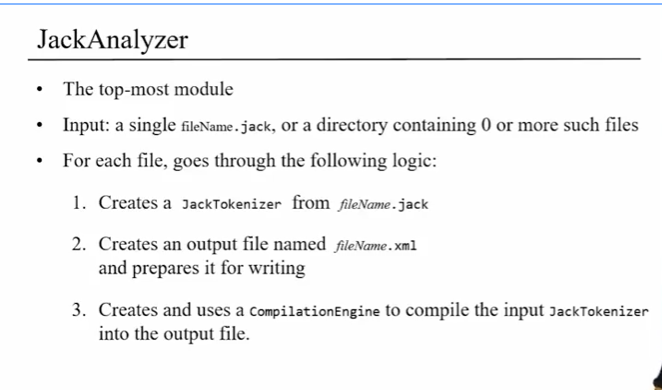 JackAnalyzer
• The top-most module
• Input: a single fileName.jack, or a directory containing 0 or more such files
• For each file, goes through the following logic:
1. Creates a JackTokenizer from fileName.jack
2. Creates an output file named fileName.xml
and prepares it for writing
3. Creates and uses a CompilationEngine to compile the input JackTokenizer
into the output file.